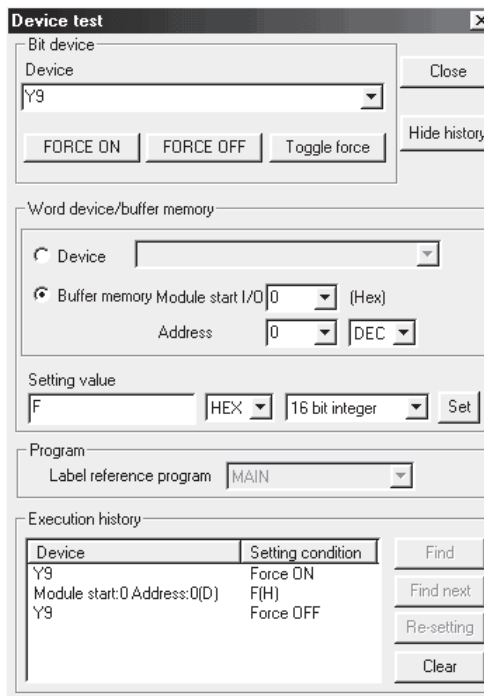 Device test
Bit device
Device
Close
Y9
FORCE ON FORCE OFF Toggle force
Hide history
Word device/buffer memory
Device
Buffer memory Module start I/O 0 (Hex)
Address 0 DEC
Setting value
F HEX 16 bit integer Set
Program
Label reference program MAIN
Execution history
Device Setting condition Find
Y9 Force ON
Module start:0 Address:0(D) F(H) Find next
Y9 Force OFF
Re-setting
Clear